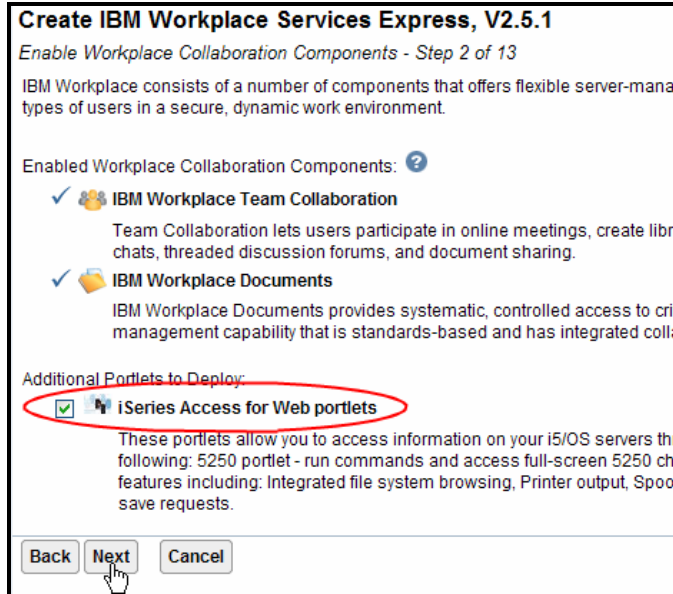 Create IBM Workplace Services Express, V2.5.1
Enable Workplace Collaboration Components - Step 2 of 13
IBM Workplace consists of a number of components that offers flexible server-mana
types of users in a secure, dynamic work environment.
Enabled Workplace Collaboration Components:
IBM Workplace Team Collaboration
Team Collaboration lets users participate in online meetings, create libr
chats, threaded discussion forums, and document sharing.
IBM Workplace Documents
IBM Workplace Documents provides systematic, controlled access to cri
management capability that is standards-based and has integrated coll
Additional Portlets to Deploy:
iSeries Access for Web portlets
These portlets allow you to access information on your i5/OS servers th
following: 5250 portlet - run commands and access full-screen 5250 ch
features including: Integrated file system browsing, Printer output, Spoo
save requests.
Back Next Cancel